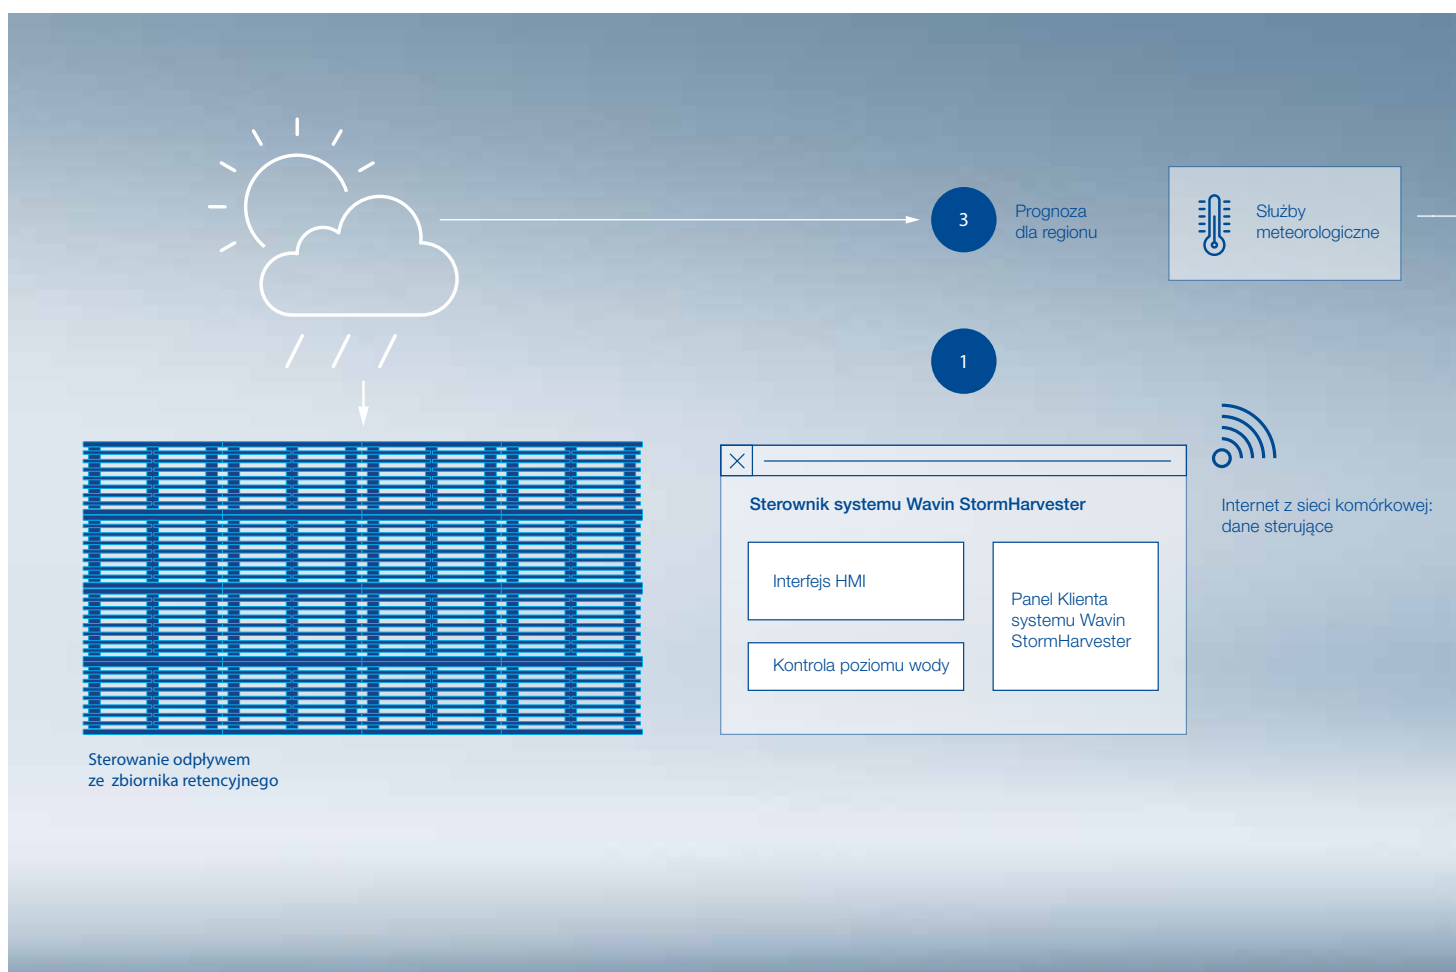 3
Prognoza
dla regionu
Służby
meteorologiczne
1
Sterownik systemu Wavin StormHarvester
Interfejs HMI
Kontrola poziomu wody
Panel Klienta
systemu Wavin
StormHarvester
Internet z sieci komórkowej:
dane sterujące
Sterowanie odpływem
ze zbiornika retencyjnego